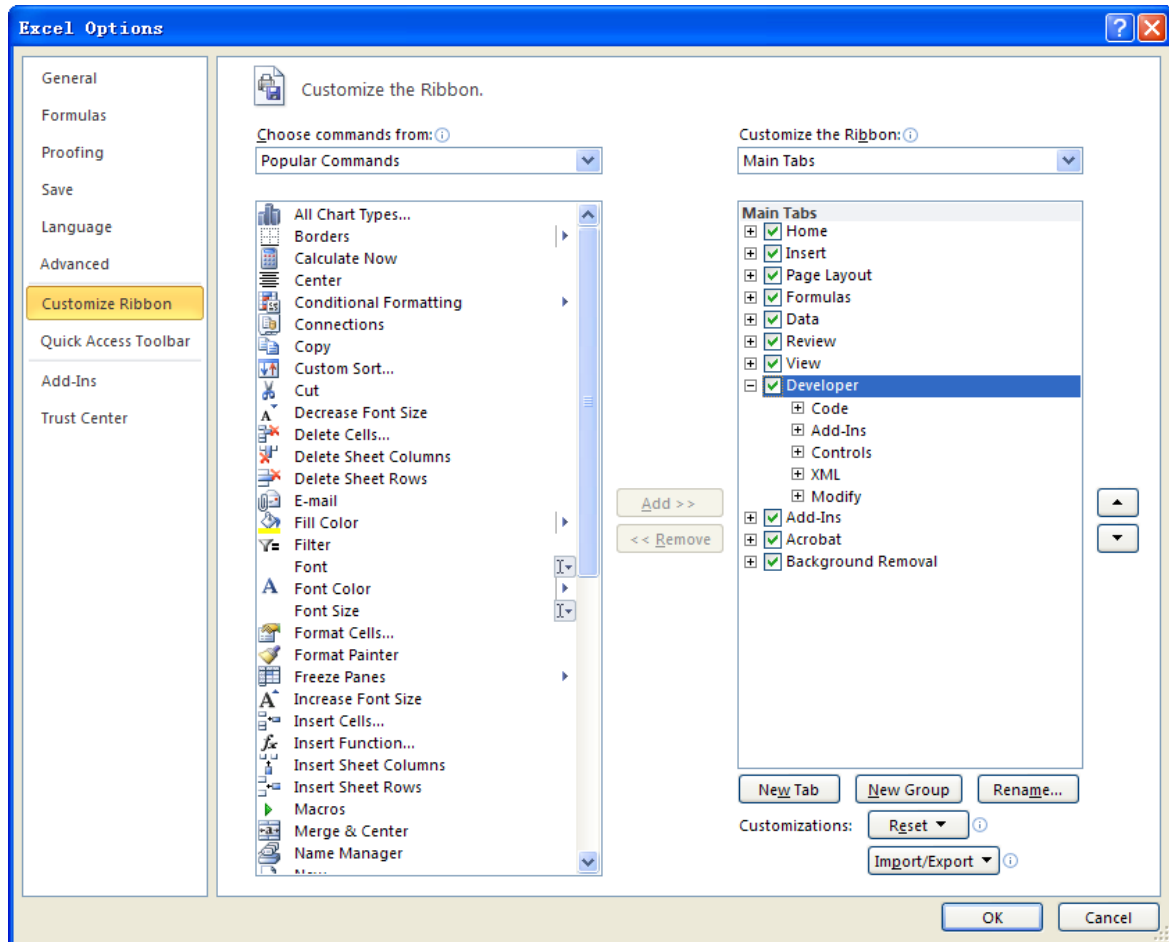 Excel Options
General
Formulas
Proofing
Save
Language
Advanced
Customize Ribbon
Quick Access Toolbar
Add-Ins
Trust Center
Customize the Ribbon.
Choose commands from:
Popular Commands
All Chart Types...
Borders
Calculate Now
Center
Conditional Formatting
Connections
Copy
Custom Sort...
Cut
Decrease Font Size
Delete Cells...
Delete Sheet Columns
Delete Sheet Rows
E-mail
Fill Color
Filter
Font
Font Color
Font Size
Format Cells...
Format Painter
Freeze Panes
Increase Font Size
Insert Cells...
Insert Function...
Insert Sheet Columns
Insert Sheet Rows
Macros
Merge & Center
Name Manager
Add >>
<< Remove
Customize the Ribbon:
Main Tabs
Main Tabs
Home
Insert
Page Layout
Formulas
Data
Review
View
Developer
Code
Add-Ins
Controls
XML
Modify
Add-Ins
Acrobat
Background Removal
New Tab
New Group
Rename...
Customizations:
Reset
Import/Export
OK
Cancel